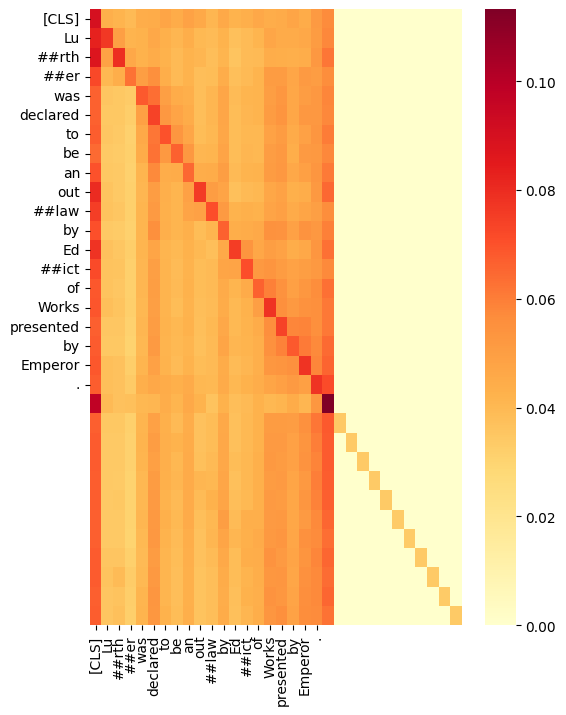 [CLS]
Lu
##rth
##er
was
declared
to
be
an
out
##law
by
Ed
##ict
of
Works
presented
by
Emperor
.
0.10
0.08
0.06
0.04
0.02
0.00
[CLS]
Lu
##rth
##er
was
declared
to
be
an
out
##law
by
Ed
##ict
of
Works
presented
by
Emperor
.